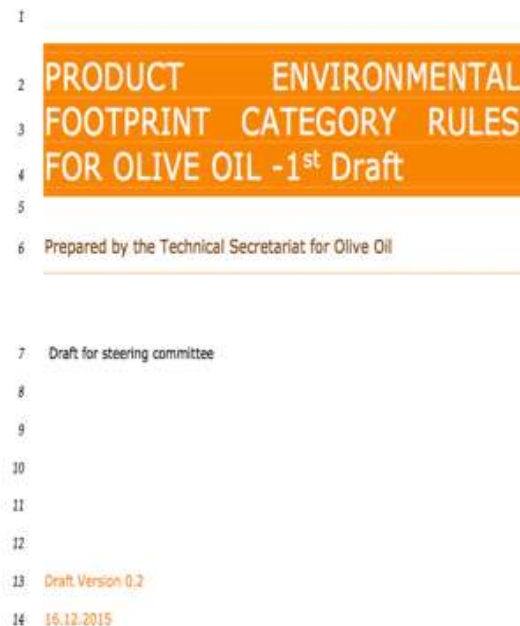 1
2 PRODUCT ENVIRONMENTAL
3 FOOTPRINT CATEGORY RULES
4 FOR OLIVE OIL -1st Draft
5
6 Prepared by the Technical Secretariat for Olive Oil
7 Draft for steering committee
8
9
10
11
12
13 Draft Version 0.2
14 16.12.2015